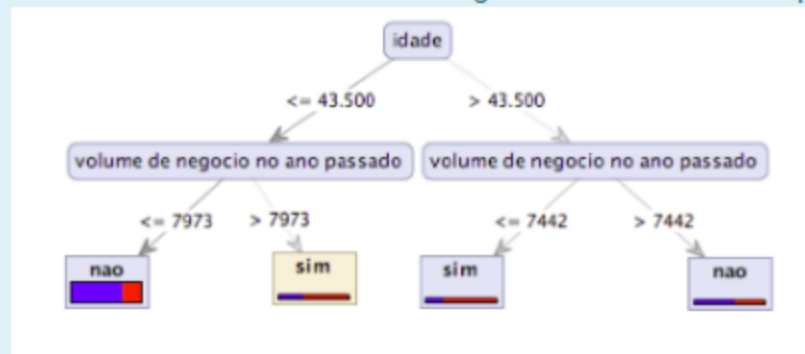 idade
<= 43.500 > 43.500
volume de negocio no ano passado volume de negocio no ano passado
<= 7973 > 7973 <= 7442 > 7442
nao sim sim nao